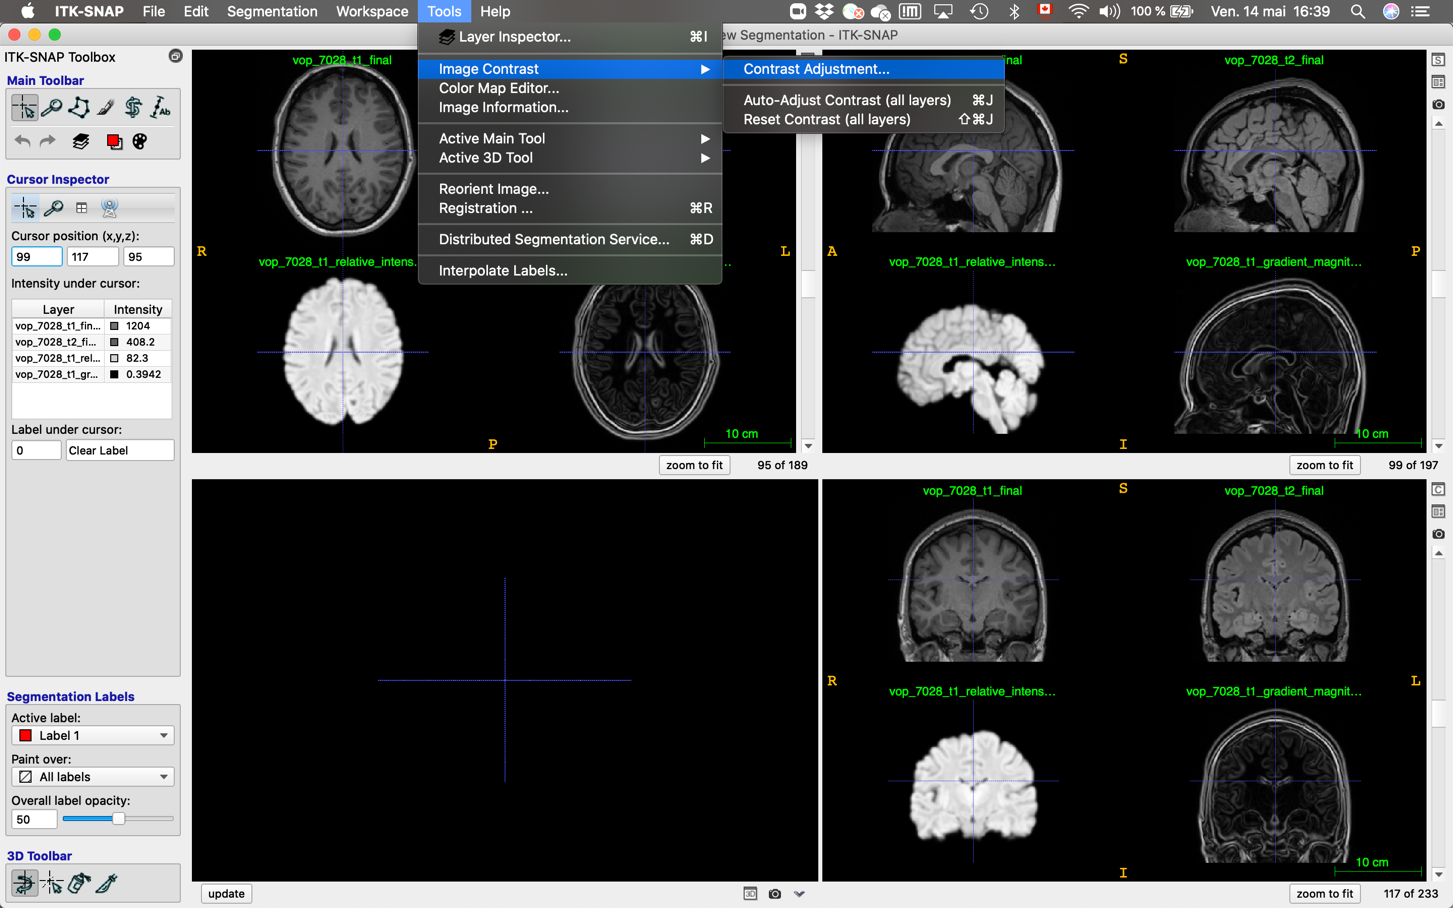 ITK-SNAP File Edit Segmentation Workspace Tools Help 100 % Ven. 14 mai 16:39
ew Segmentation - ITK-SNAP
ITK-SNAP Toolbox
Main Toolbar
Cursor Inspector
Cursor position (x,y,z):
99 117 95
Intensity under cursor:
Layer Intensity
vop_7028_t1_fin... 1204
vop_7028_t2_fi... 408.2
vop_7028_t1_rel... 82.3
vop_7028_t1_gr... 0.3942
Label under cursor:
0 Clear Label
Segmentation Labels
Active label:
Label 1
Paint over:
All labels
Overall label opacity:
50
3D Toolbar
Layer Inspector... ⌘I
Image Contrast ▶
Color Map Editor...
Image Information...
Active Main Tool ▶
Active 3D Tool ▶
Reorient Image...
Registration ... ⌘R
Distributed Segmentation Service... ⌘D
Interpolate Labels...
Contrast Adjustment...
Auto-Adjust Contrast (all layers) ⌘J
Reset Contrast (all layers) ⇧⌘J
vop_7028_t1_final
R L
vop_7028_t1_relative_intens...
10 cm
P
zoom to fit 95 of 189
S
vop_7028_t2_final
A P
vop_7028_t1_relative_intens... vop_7028_t1_gradient_magnit...
10 cm
I
zoom to fit 99 of 197
S
vop_7028_t1_final vop_7028_t2_final
R L
vop_7028_t1_relative_intens... vop_7028_t1_gradient_magnit...
10 cm
I
update
3D
zoom to fit 117 of 233
S
C